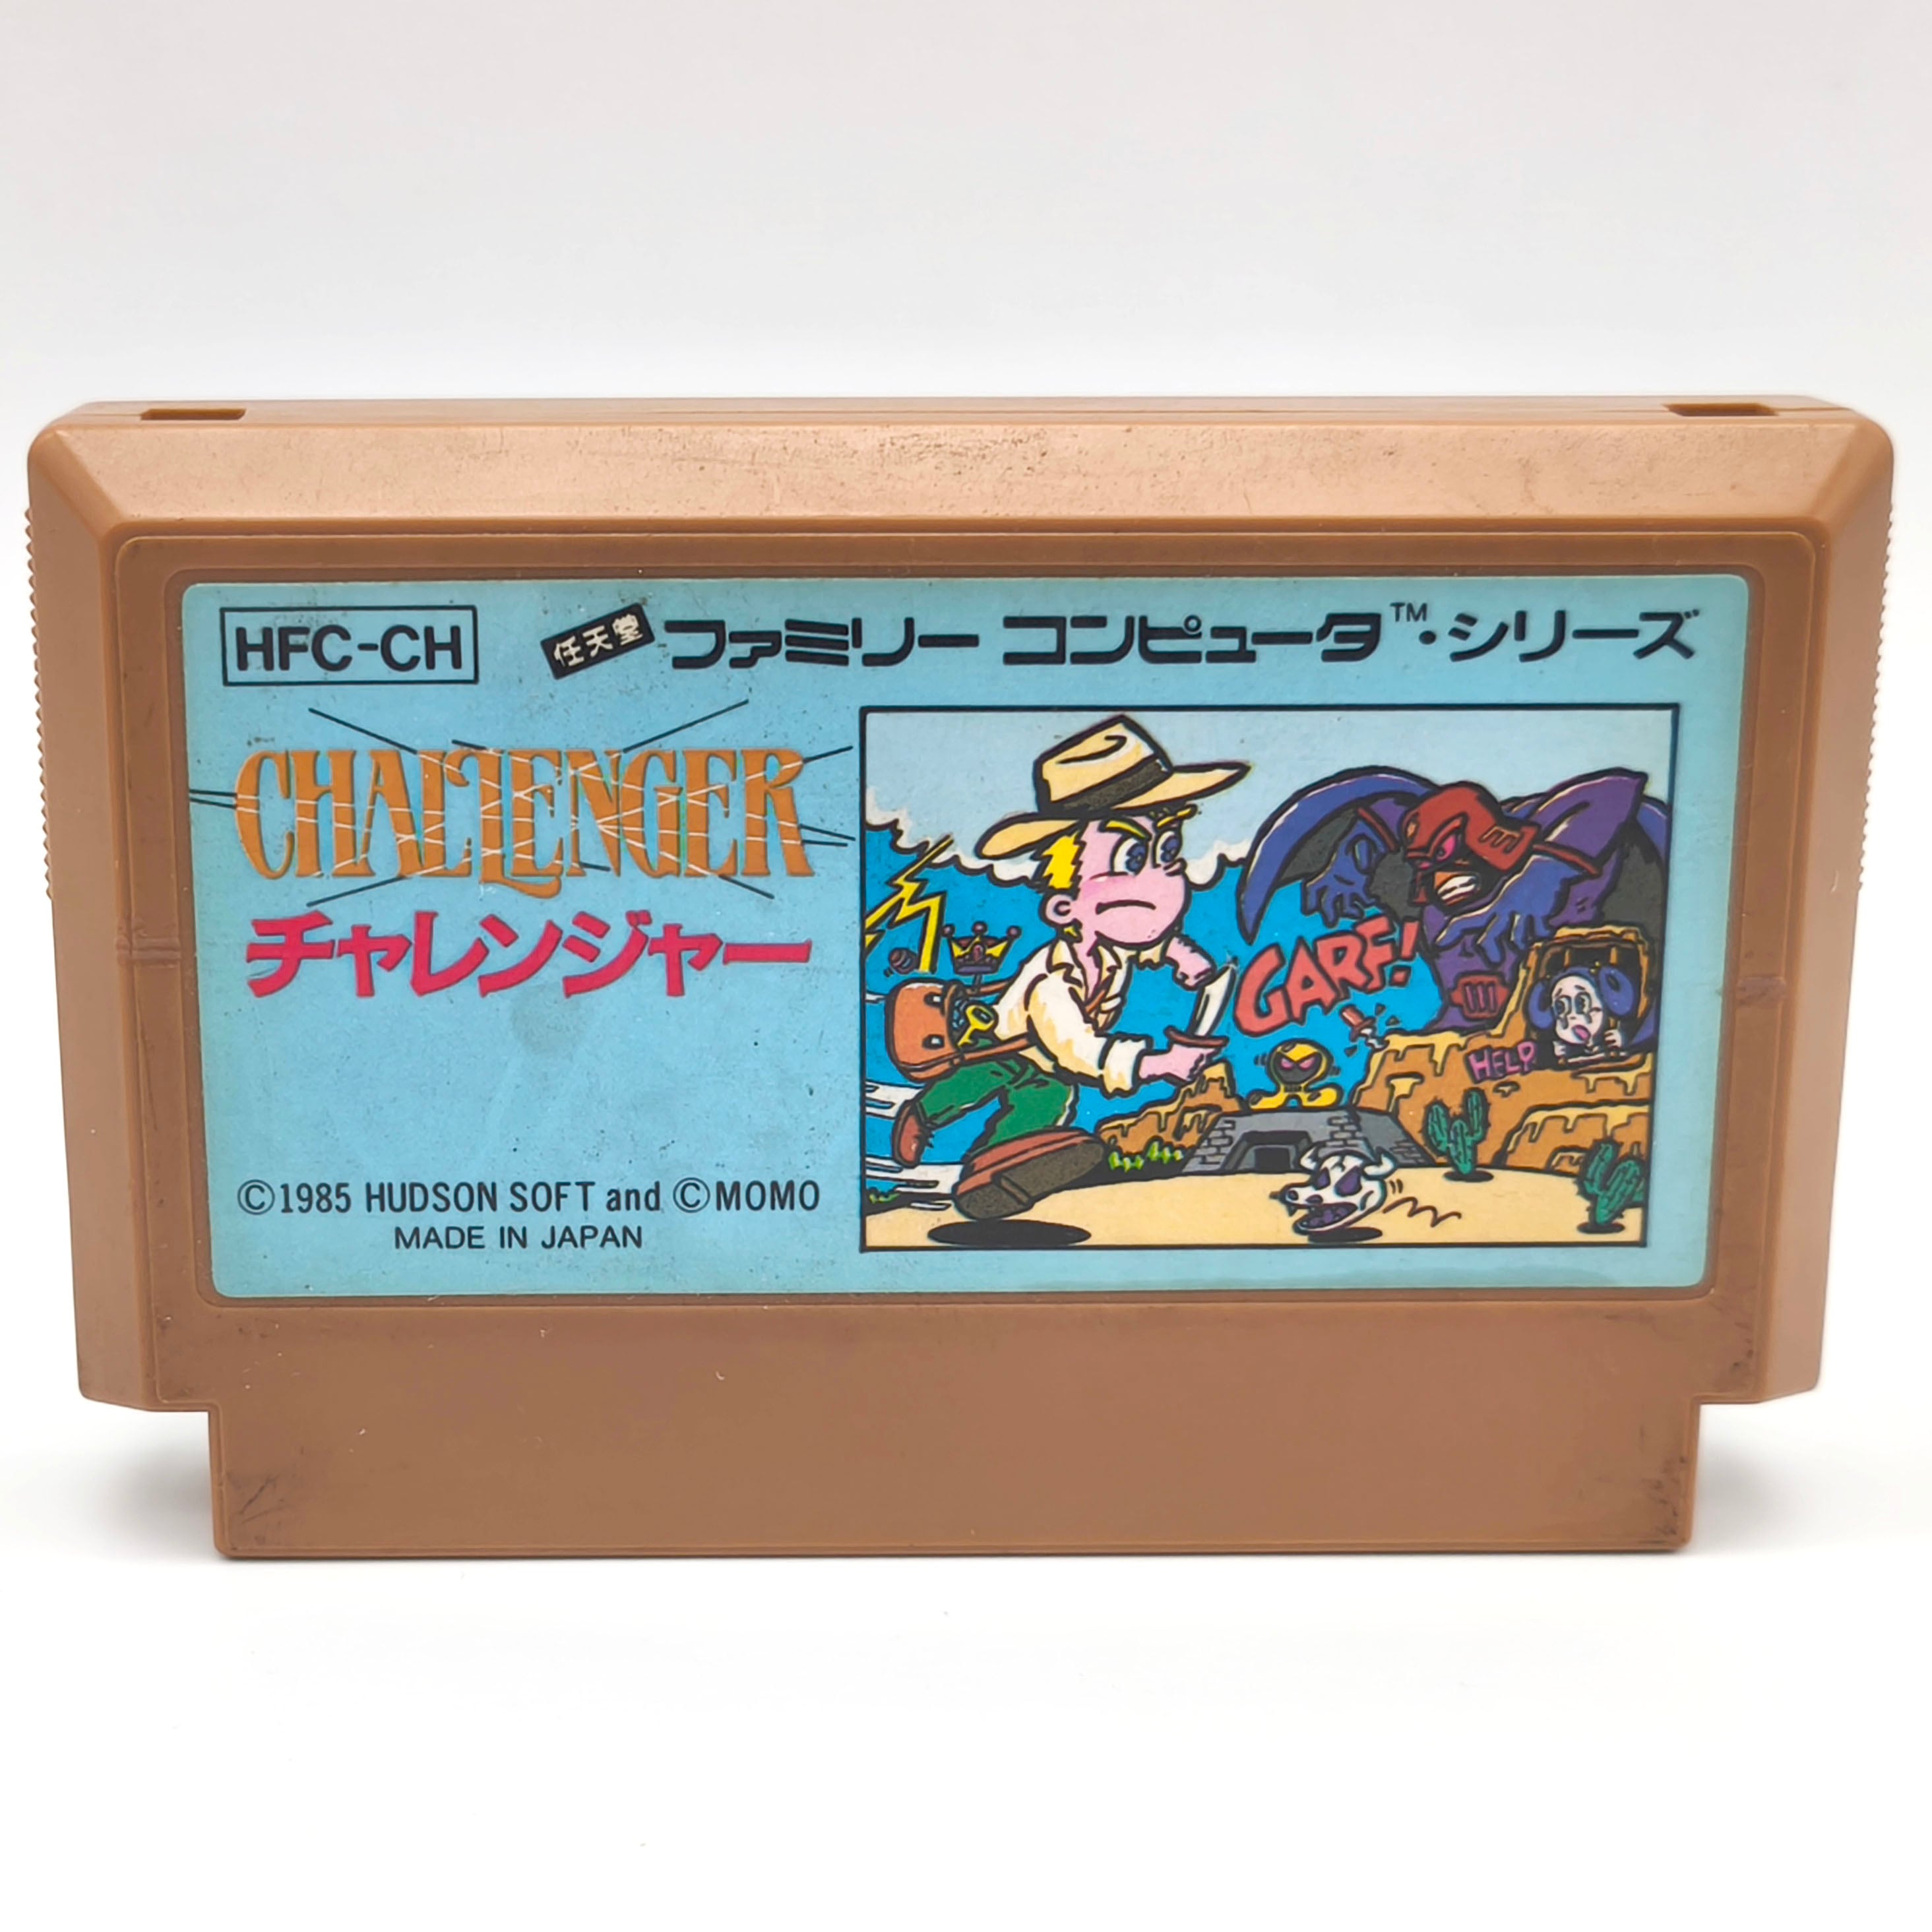 HFC-CH
任天堂 ファミリー コンピュータ™・シリーズ
CHALLENGER
チャレンジャー
GARF!
HELP
©1985 HUDSON SOFT and ©MOMO
MADE IN JAPAN